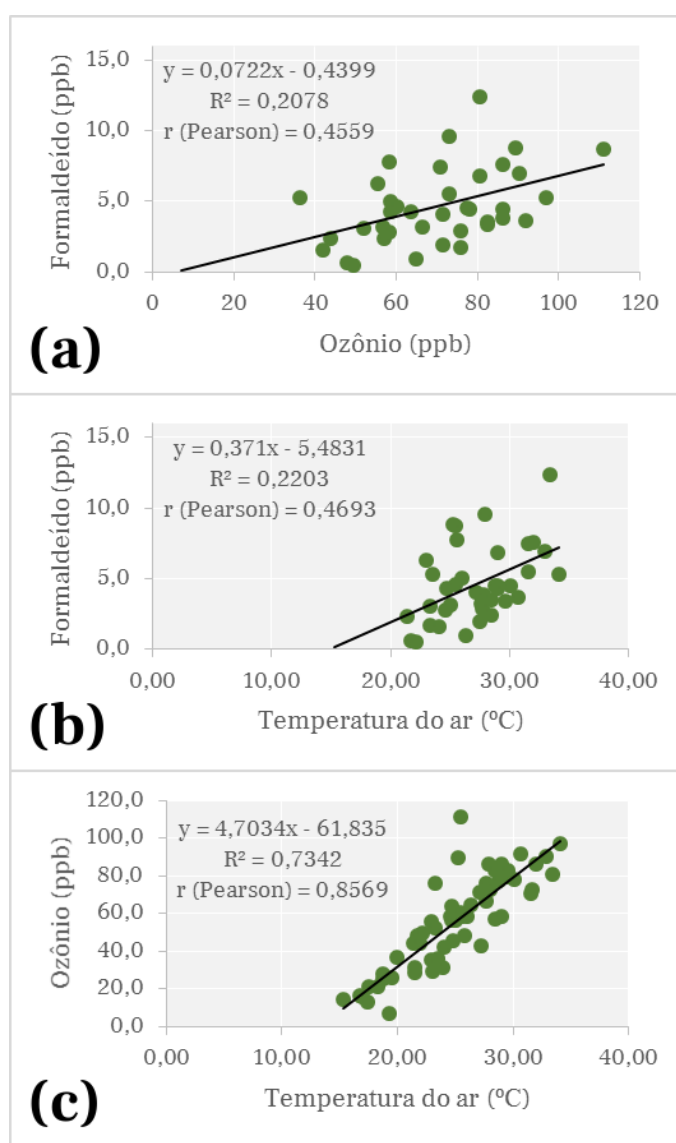 15,0
10,0
5,0
0,0
Formaldeído (ppb)
y = 0,0722x - 0,4399
R² = 0,2078
r (Pearson) = 0,4559
0 20 40 60 80 100 120
Ozônio (ppb)
(a)
15,0
10,0
5,0
0,0
Formaldeído (ppb)
y = 0,371x - 5,4831
R² = 0,2203
r (Pearson) = 0,4693
0,00 10,00 20,00 30,00 40,00
Temperatura do ar (ºC)
(b)
120,0
100,0
80,0
60,0
40,0
20,0
0,0
Ozônio (ppb)
y = 4,7034x - 61,835
R² = 0,7342
r (Pearson) = 0,8569
0,00 10,00 20,00 30,00 40,00
Temperatura do ar (ºC)
(c)